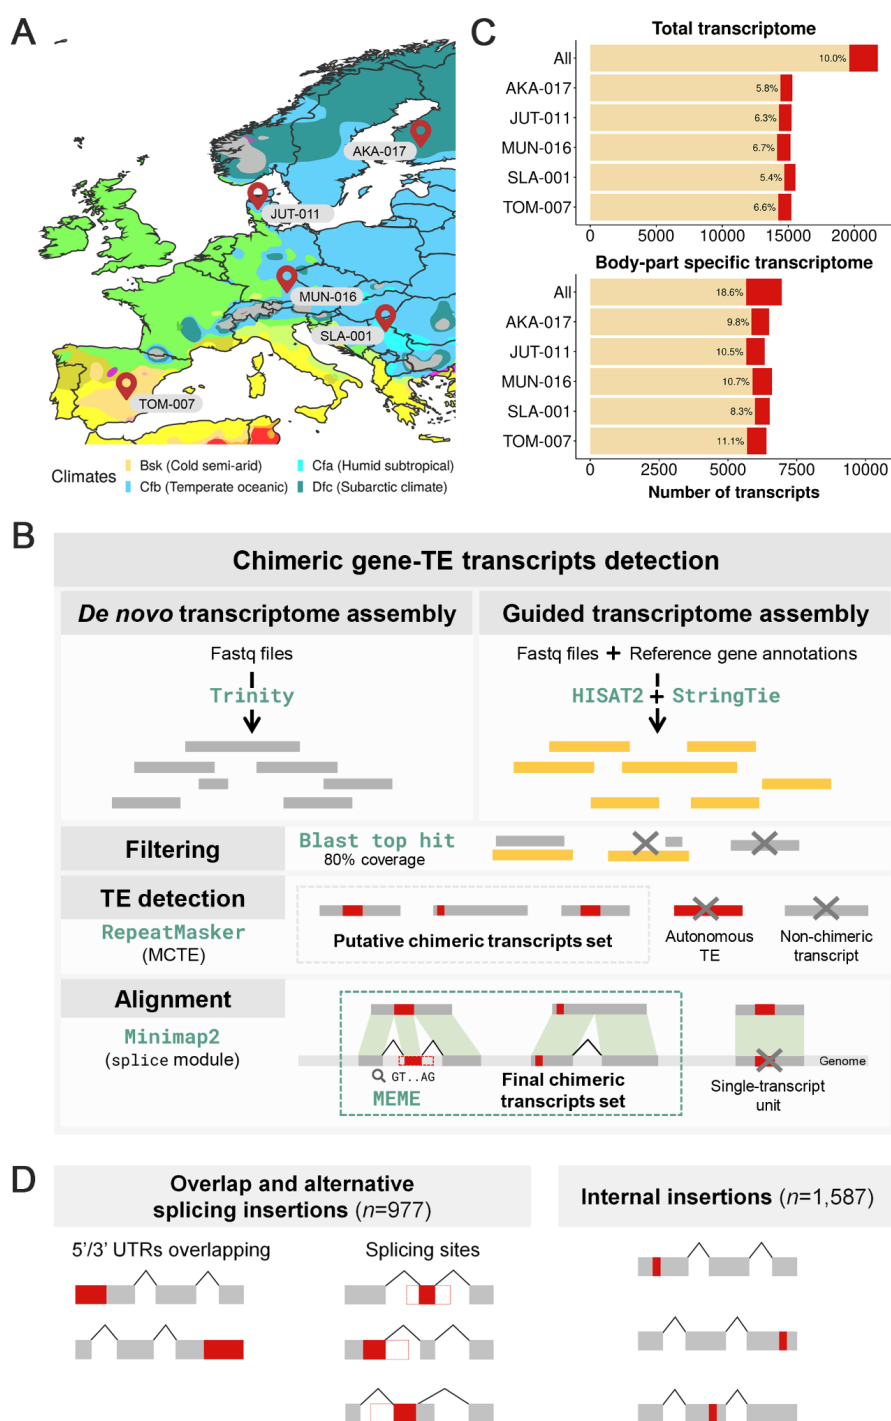 A
AKA-017
JUT-011
MUN-016
SLA-001
TOM-007
Climates
Bsk (Cold semi-arid)
Cfb (Temperate oceanic)
Cfa (Humid subtropical)
Dfc (Subarctic climate)
C
Total transcriptome
All 10.0%
AKA-017 5.8%
JUT-011 6.3%
MUN-016 6.7%
SLA-001 5.4%
TOM-007 6.6%
0 5000 10000 15000 20000
Body-part specific transcriptome
All 18.6%
AKA-017 9.8%
JUT-011 10.5%
MUN-016 10.7%
SLA-001 8.3%
TOM-007 11.1%
0 2500 5000 7500 10000
Number of transcripts
B
Chimeric gene-TE transcripts detection
De novo transcriptome assembly
Fastq files
Trinity
Guided transcriptome assembly
Fastq files + Reference gene annotations
HISAT2 + StringTie
Filtering
Blast top hit
80% coverage
TE detection
RepeatMasker
(MCTE)
Putative chimeric transcripts set
Autonomous
TE
Non-chimeric
transcript
Alignment
Minimap2
(splice module)
GT..AG
MEME
Final chimeric
transcripts set
Single-transcript
unit
Genome
D
Overlap and alternative
splicing insertions (n=977)
5'/3' UTRs overlapping
Splicing sites
Internal insertions (n=1,587)